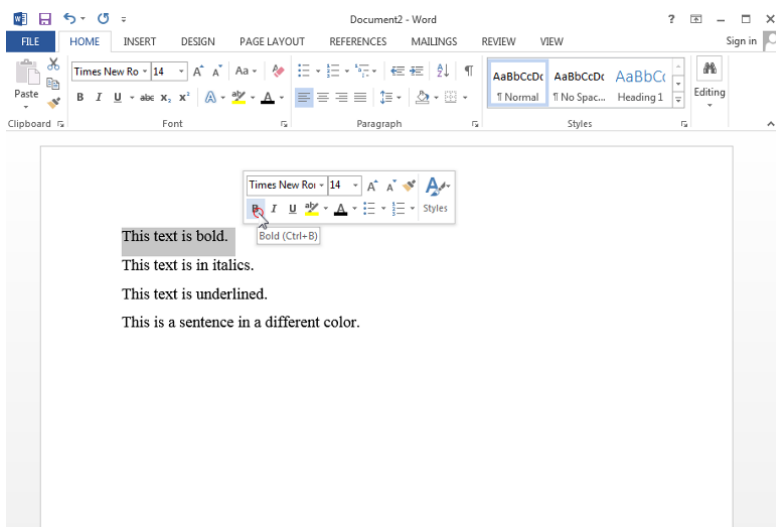 Document2 - Word
FILE HOME INSERT DESIGN PAGE LAYOUT REFERENCES MAILINGS REVIEW VIEW Sign in
Times New Ro 14 A A Aa AaBbCcDc AaBbCcDc AaBbC
Paste B I U abc X₂ X² A aby A ¶ Normal ¶ No Spac... Heading 1 Editing
Clipboard Font Paragraph Styles
Times New Roi 14 A A A
B I U aby A Styles
Bold (Ctrl+B)
This text is bold.
This text is in italics.
This text is underlined.
This is a sentence in a different color.